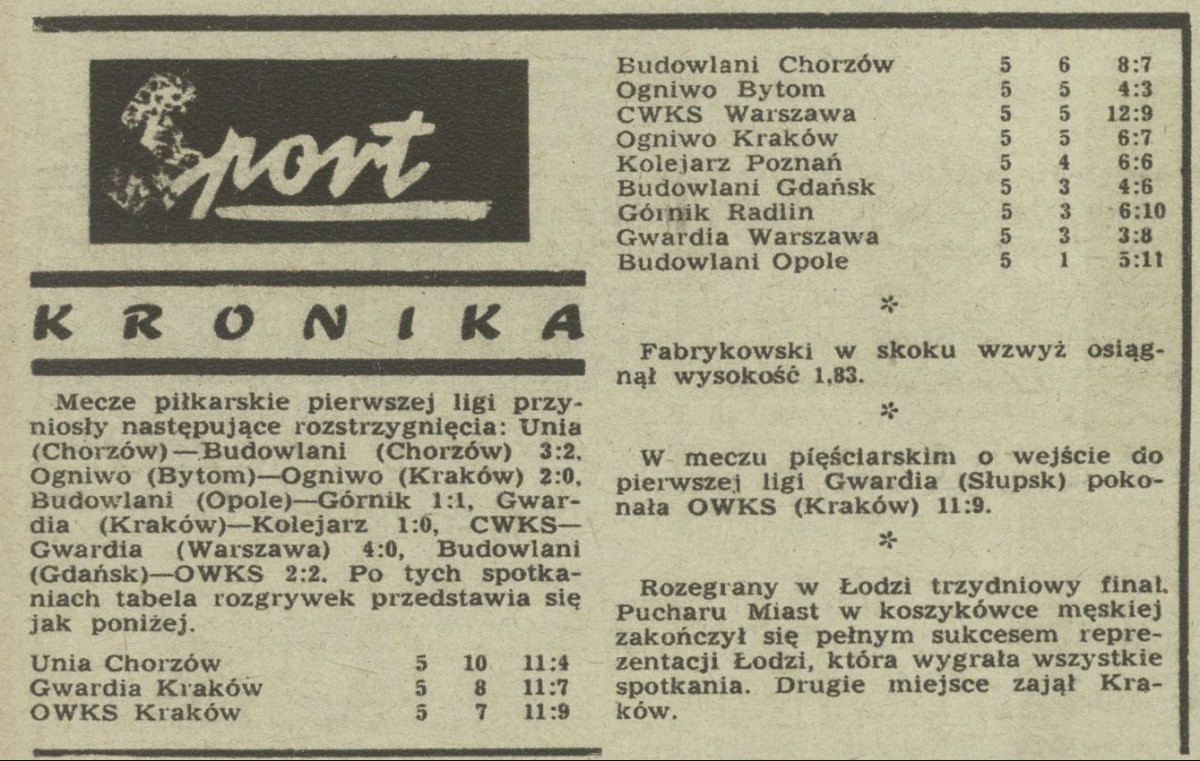 Sport
KRONIKA
Mecze piłkarskie pierwszej ligi przy-
niosły następujące rozstrzygnięcia: Unia
(Chorzów)—Budowlani (Chorzów) 3:2.
Ogniwo (Bytom)—Ogniwo (Kraków) 2:0,
Budowlani (Opole)—Górnik 1:1, Gwar-
dia (Kraków)—Kolejarz 1:0, CWKS—
Gwardia (Warszawa) 4:0, Budowlani
(Gdańsk)—OWKS 2:2. Po tych spotka-
niach tabela rozgrywek przedstawia się
jak poniżej.
Unia Chorzów 5 10 11:4
Gwardia Kraków 5 8 11:7
OWKS Kraków 5 7 11:9
Budowlani Chorzów 5 6 8:7
Ogniwo Bytom 5 5 4:3
CWKS Warszawa 5 5 12:9
Ogniwo Kraków 5 5 6:7
Kolejarz Poznań 5 4 6:6
Budowlani Gdańsk 5 3 4:6
Górnik Radlin 5 3 6:10
Gwardia Warszawa 5 3 3:8
Budowlani Opole 5 1 5:11
*
Fabrykowski w skoku wzwyż osiąg-
nął wysokość 1,83.
*
W meczu pięściarskim o wejście do
pierwszej ligi Gwardia (Słupsk) poko-
nała OWKS (Kraków) 11:9.
*
Rozegrany w Łodzi trzydniowy finał.
Pucharu Miast w koszykówce męskiej
zakończył się pełnym sukcesem repre-
zentacji Łodzi, która wygrała wszystkie
spotkania. Drugie miejsce zajął Kra-
ków.